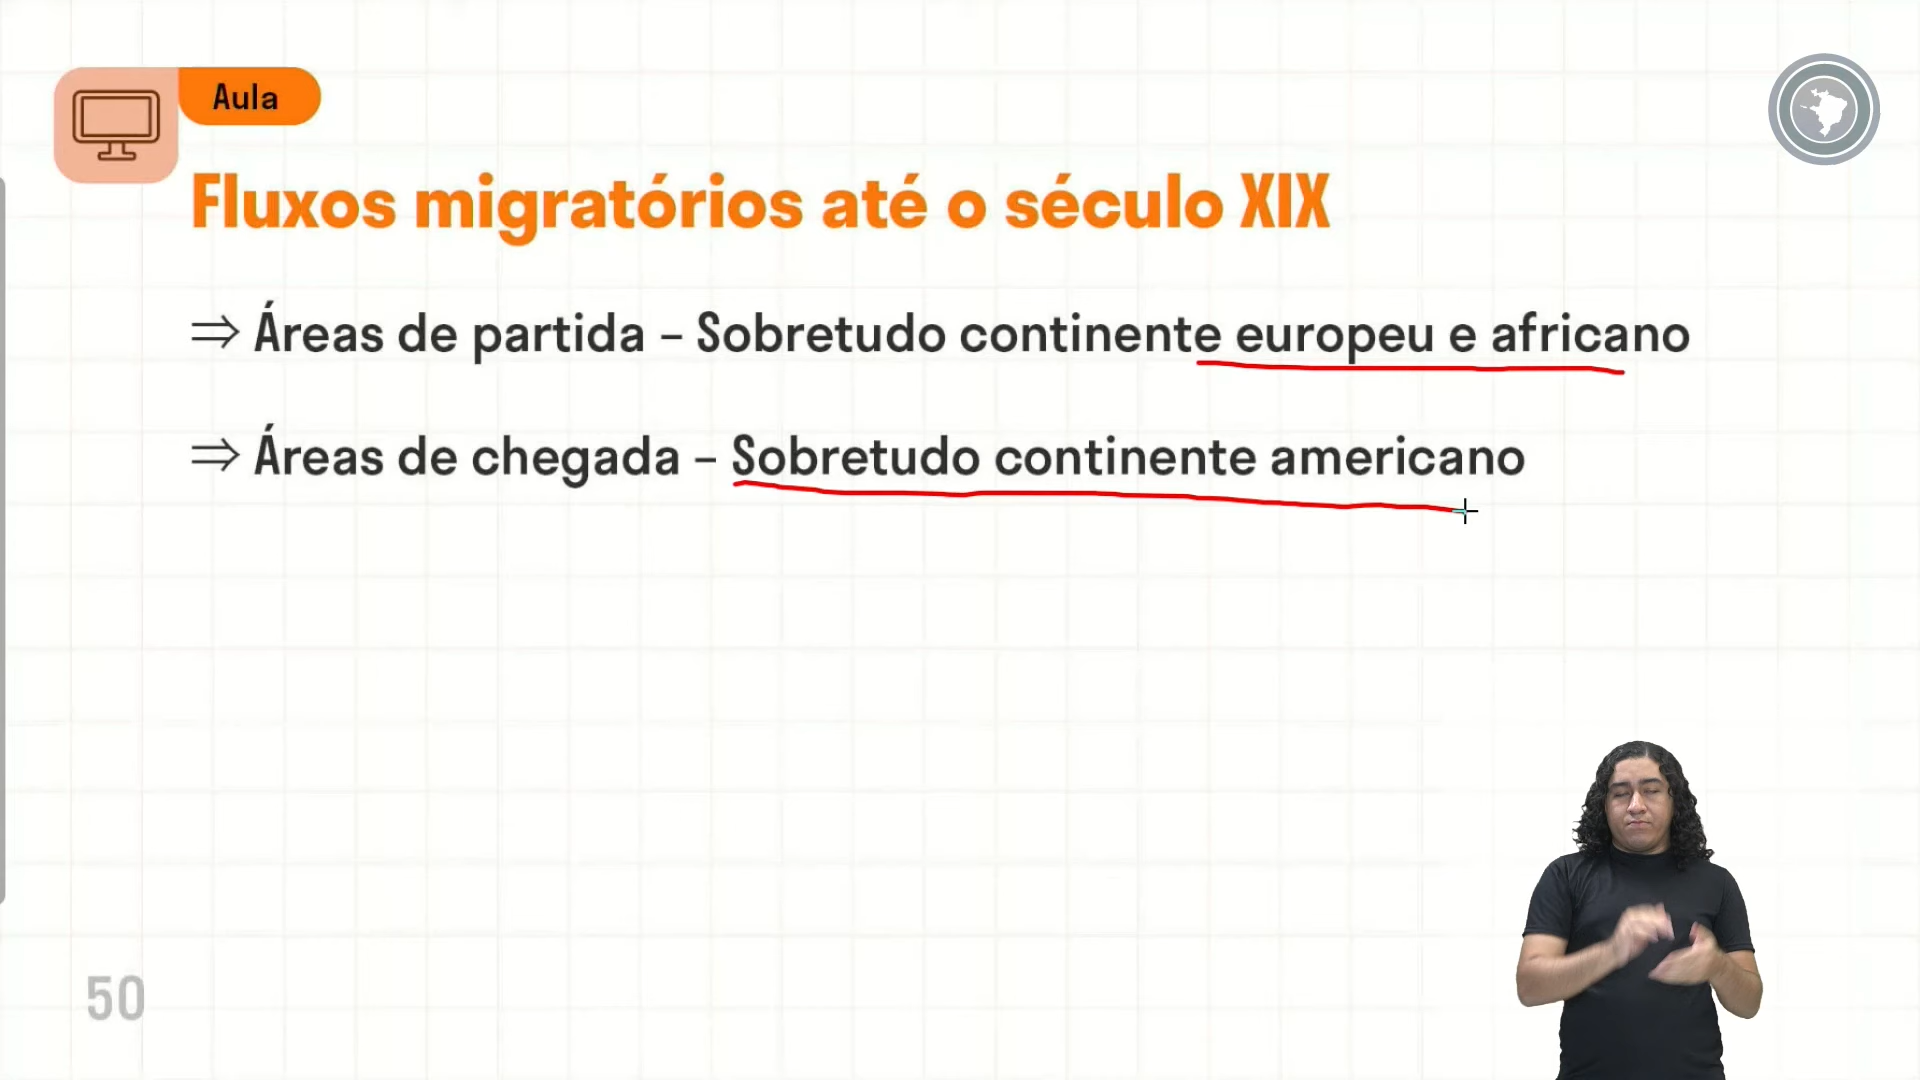 Aula
Fluxos migratórios até o século XIX
⇒ Áreas de partida – Sobretudo continente europeu e africano
⇒ Áreas de chegada – Sobretudo continente americano
50